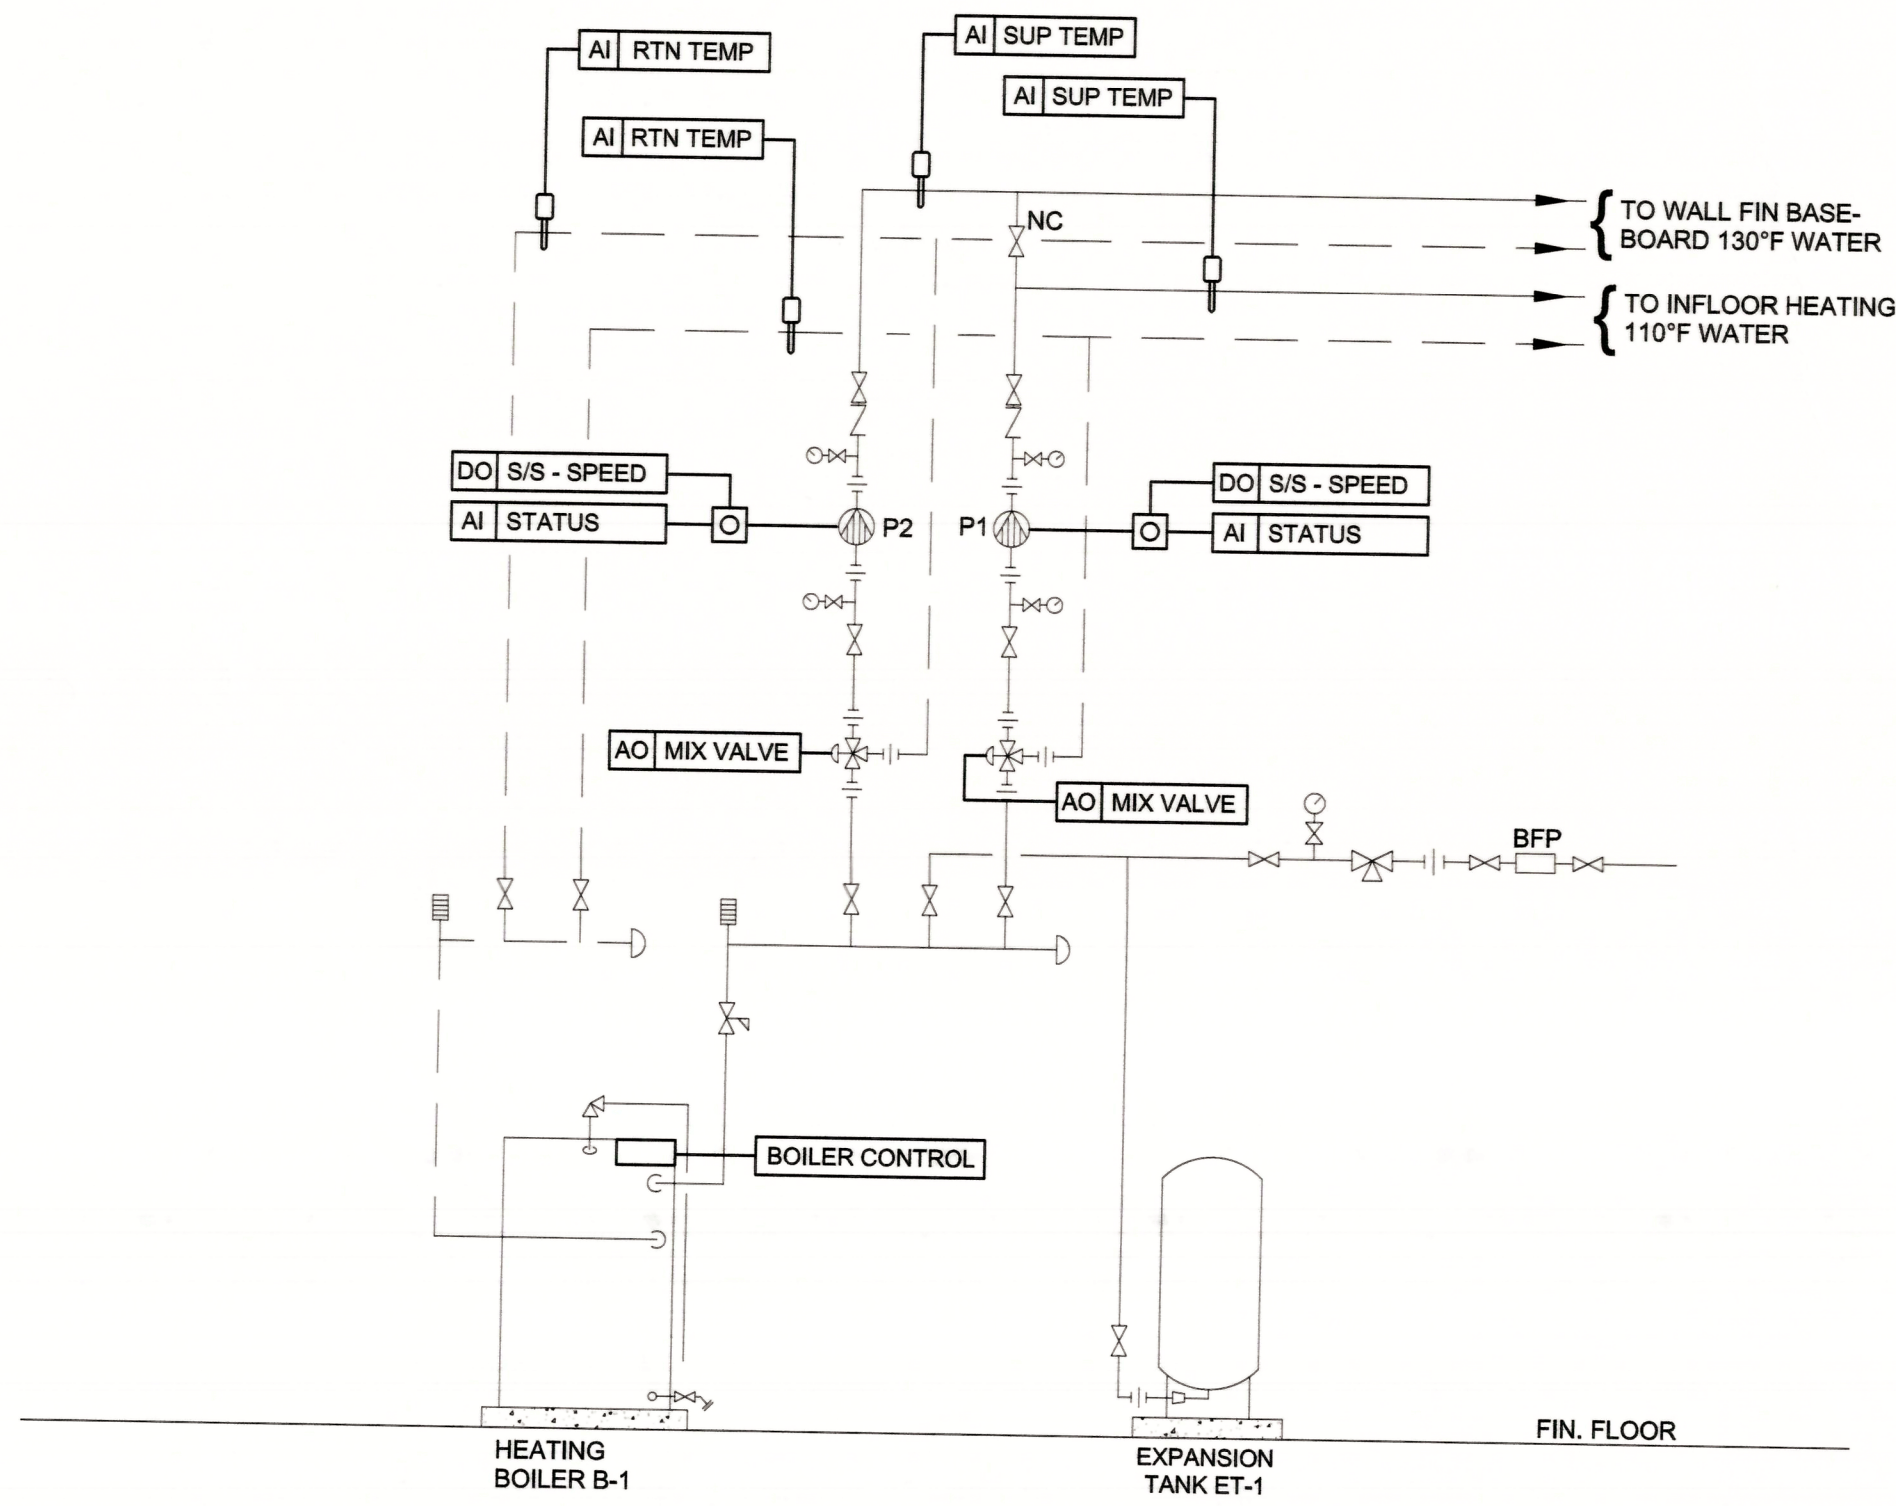 AI RTN TEMP
AI SUP TEMP
AI SUP TEMP
AI RTN TEMP
NC
TO WALL FIN BASE-
BOARD 130°F WATER
TO INFLOOR HEATING
110°F WATER
DO S/S - SPEED
AI STATUS
P2
P1
DO S/S - SPEED
AI STATUS
AO MIX VALVE
AO MIX VALVE
BFP
BOILER CONTROL
FIN. FLOOR
HEATING
BOILER B-1
EXPANSION
TANK ET-1